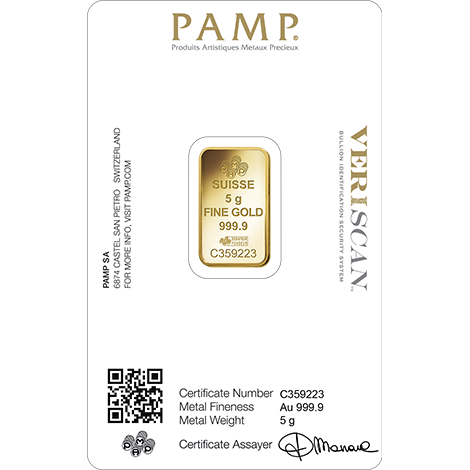 PAMP.
Produits Artistiques Metaux Precieux
PAMP SA
6874 CASTEL SAN PIETRO SWITZERLAND
FOR MORE INFO, VISIT PAMP.COM
SUISSE
5 g
FINE GOLD
999.9
C359223
VERISCAN
BULLION IDENTIFICATION SECURITY SYSTEM
Certificate Number C359223
Metal Fineness Au 999.9
Metal Weight 5 g
Certificate Assayer